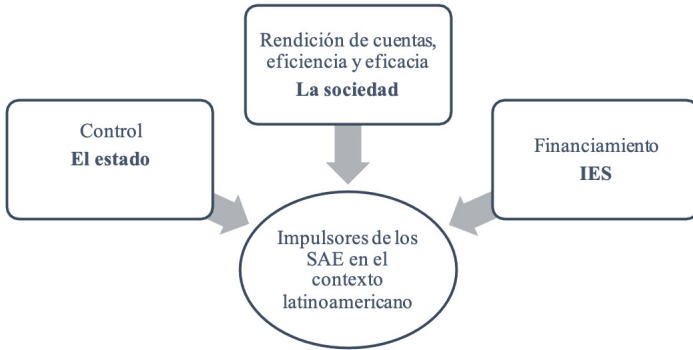 Rendición de cuentas,
eficiencia y eficacia
La sociedad
Control
El estado
Financiamiento
IES
Impulsores de los
SAE en el
contexto
latinoamericano